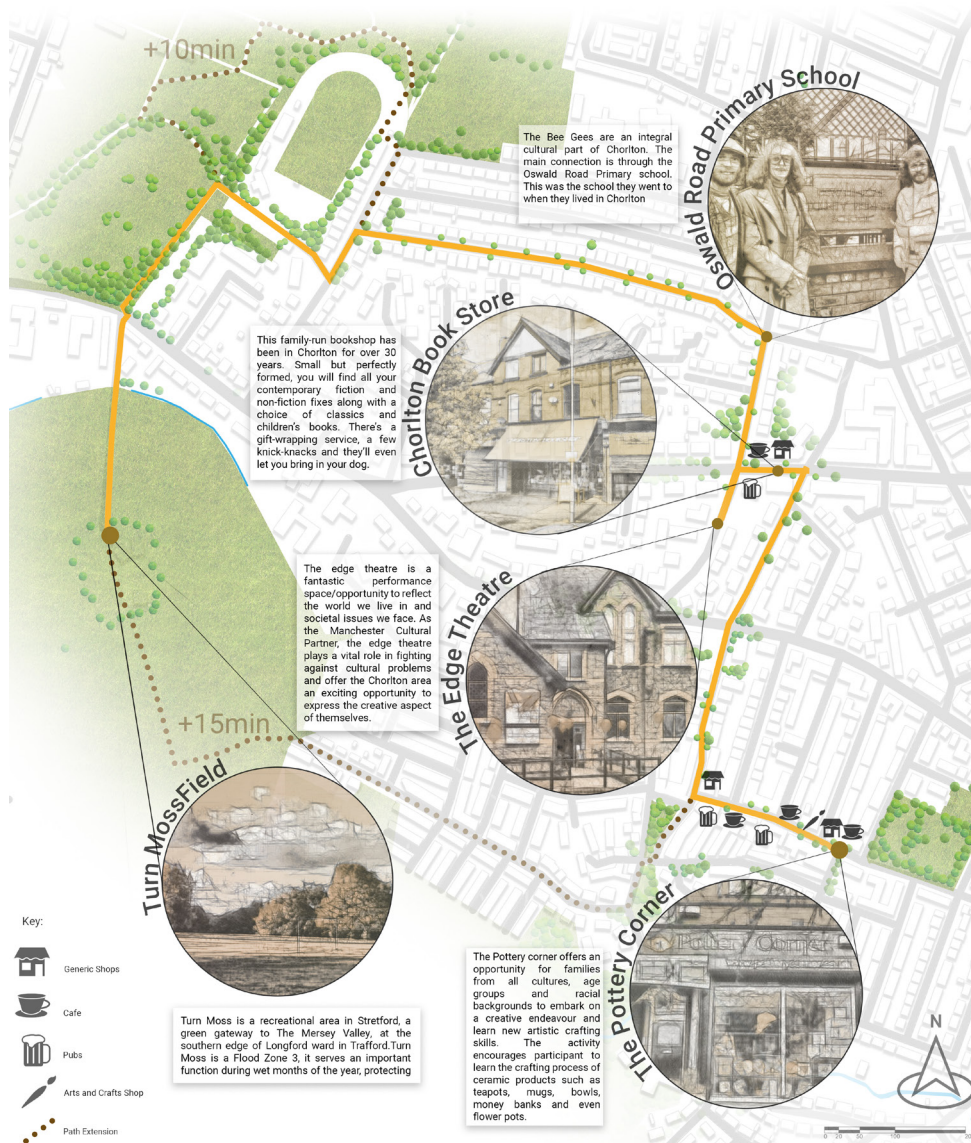 +10min
Oswald Road Primary School
The Bee Gees are an integral
cultural part of Chorlton. The
main connection is through the
Oswald Road Primary school.
This was the school they went to
when they lived in Chorlton
Chorlton Book Store
This family-run bookshop has
been in Chorlton for over 30
years. Small but perfectly
formed, you will find all your
contemporary fiction and
non-fiction fixes along with a
choice of classics and
children's books. There's a
gift-wrapping service, a few
knick-knacks and they'll even
let you bring in your dog.
The Edge Theatre
The edge theatre is a
fantastic performance
space/opportunity to reflect
the world we live in and
societal issues we face. As
the Manchester Cultural
Partner, the edge theatre
plays a vital role in fighting
against cultural problems
and offer the Chorlton area
an exciting opportunity to
express the creative aspect
of themselves.
+15min
Turn MossField
Turn Moss is a recreational area in Stretford, a
green gateway to The Mersey Valley, at the
southern edge of Longford ward in Trafford.Turn
Moss is a Flood Zone 3, it serves an important
function during wet months of the year, protecting
The Pottery Corner
Pottery Corner
The Pottery corner offers an
opportunity for families
from all cultures, age
groups and racial
backgrounds to embark on
a creative endeavour and
learn new artistic crafting
skills. The activity
encourages participant to
learn the crafting process of
ceramic products such as
teapots, mugs, bowls,
money banks and even
flower pots.
Key:
Generic Shops
Cafe
Pubs
Arts and Crafts Shop
Path Extension
N
0 25 50 100